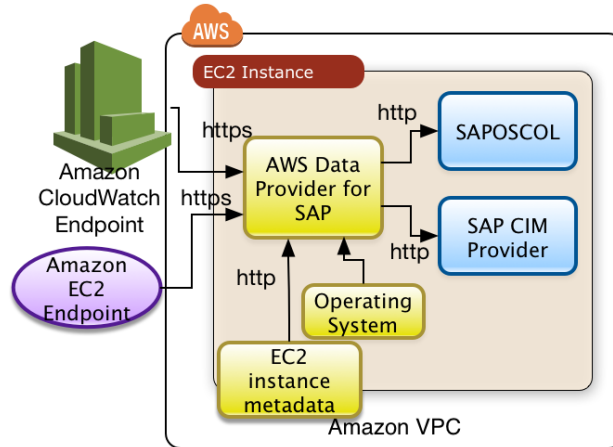 AWS
EC2 Instance
https
http
SAPOSCOL
AWS Data
Provider for
SAP
Amazon
CloudWatch
Endpoint
https
SAP CIM
Provider
http
Amazon
EC2
Endpoint
http
Operating
System
EC2
instance
metadata
Amazon VPC